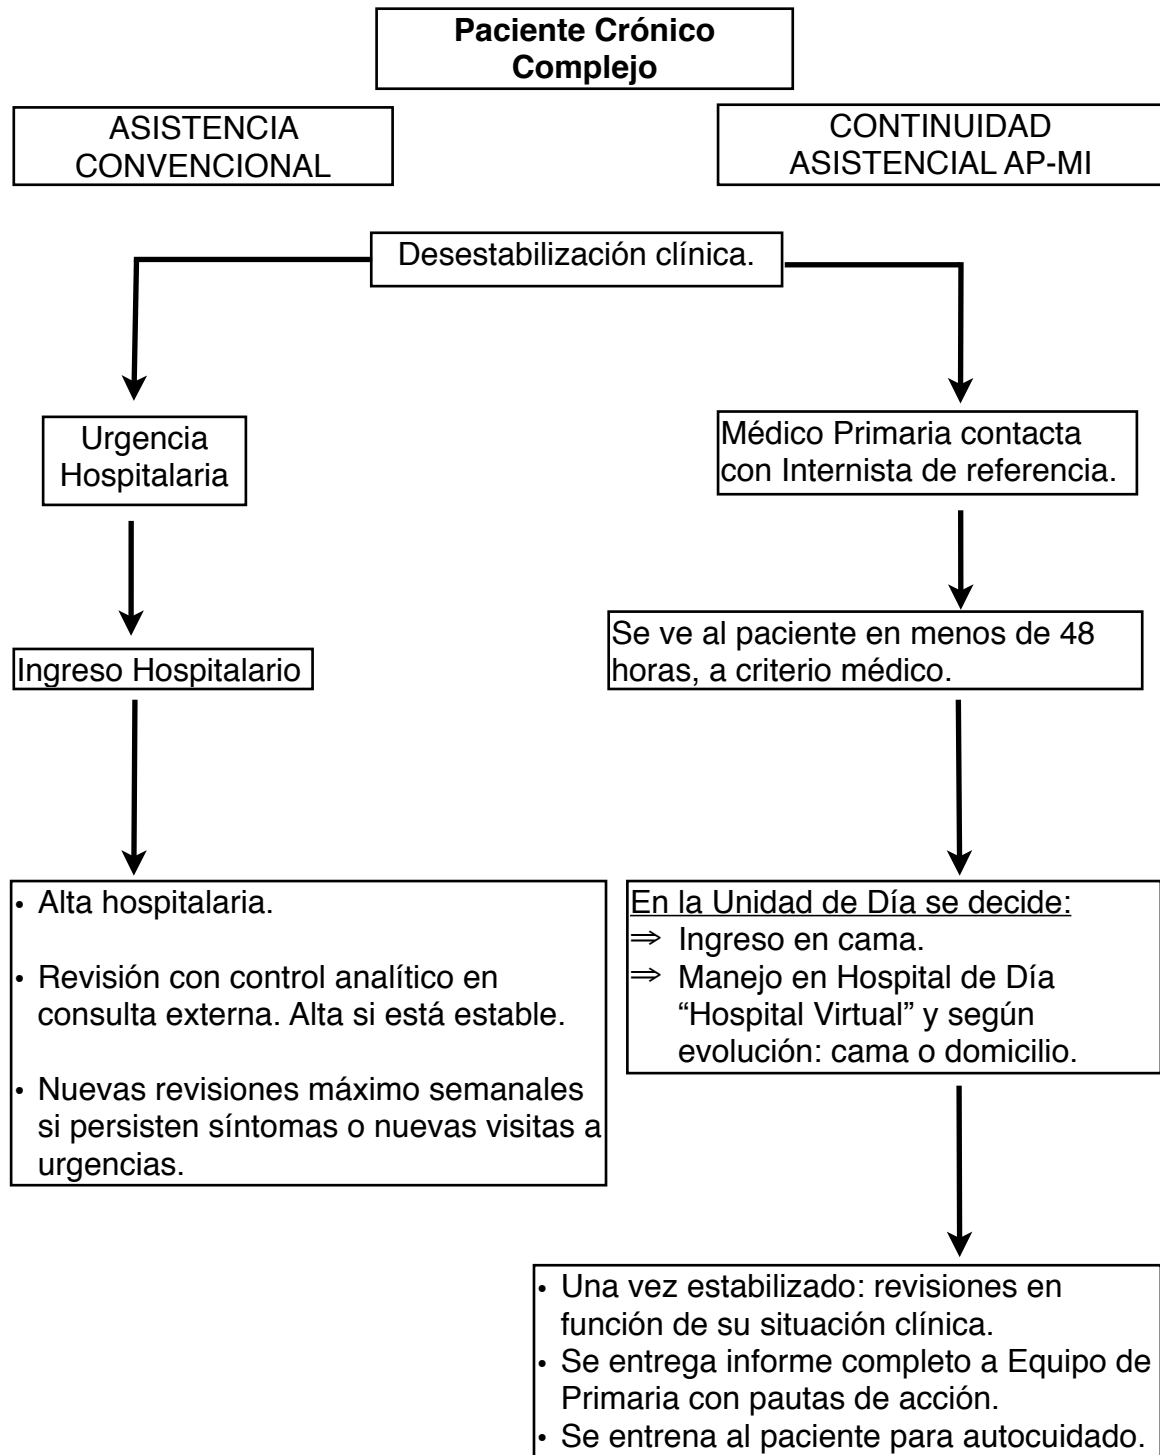 Paciente Crónico
Complejo
ASISTENCIA
CONVENCIONAL
CONTINUIDAD
ASISTENCIAL AP-MI
Desestabilización clínica.
Urgencia
Hospitalaria
Médico Primaria contacta
con Internista de referencia.
Ingreso Hospitalario
Se ve al paciente en menos de 48
horas, a criterio médico.
• Alta hospitalaria.
• Revisión con control analítico en
consulta externa. Alta si está estable.
• Nuevas revisiones máximo semanales
si persisten síntomas o nuevas visitas a
urgencias.
En la Unidad de Día se decide:
⇒ Ingreso en cama.
⇒ Manejo en Hospital de Día
“Hospital Virtual” y según
evolución: cama o domicilio.
• Una vez estabilizado: revisiones en
función de su situación clínica.
• Se entrega informe completo a Equipo de
Primaria con pautas de acción.
• Se entrena al paciente para autocuidado.